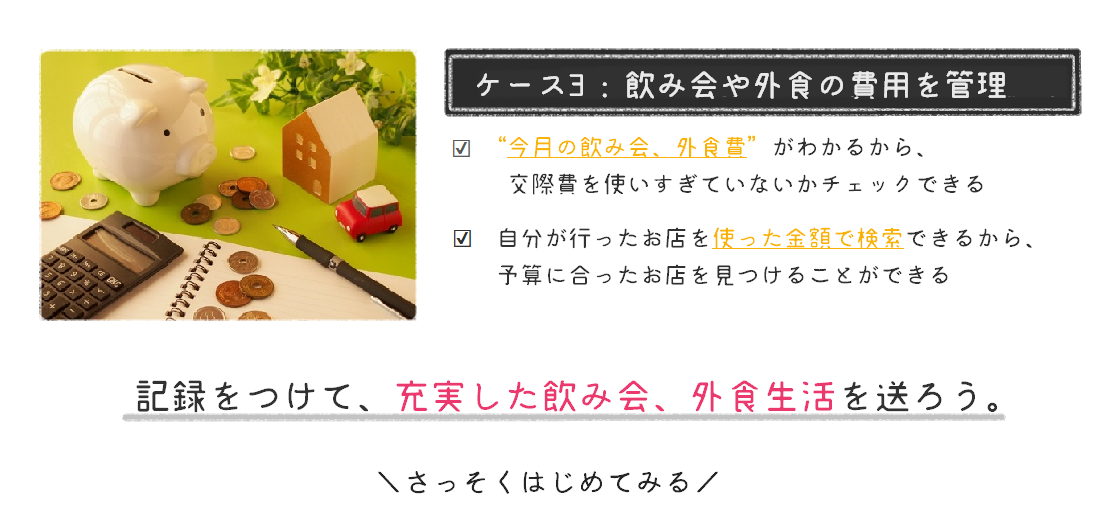 ケース3：飲み会や外食の費用を管理
“今月の飲み会、外食費” がわかるから、
交際費を使いすぎていないかチェックできる
自分が行ったお店を使った金額で検索できるから、
予算に合ったお店を見つけることができる
記録をつけて、充実した飲み会、外食生活を送ろう。
＼さっそくはじめてみる／